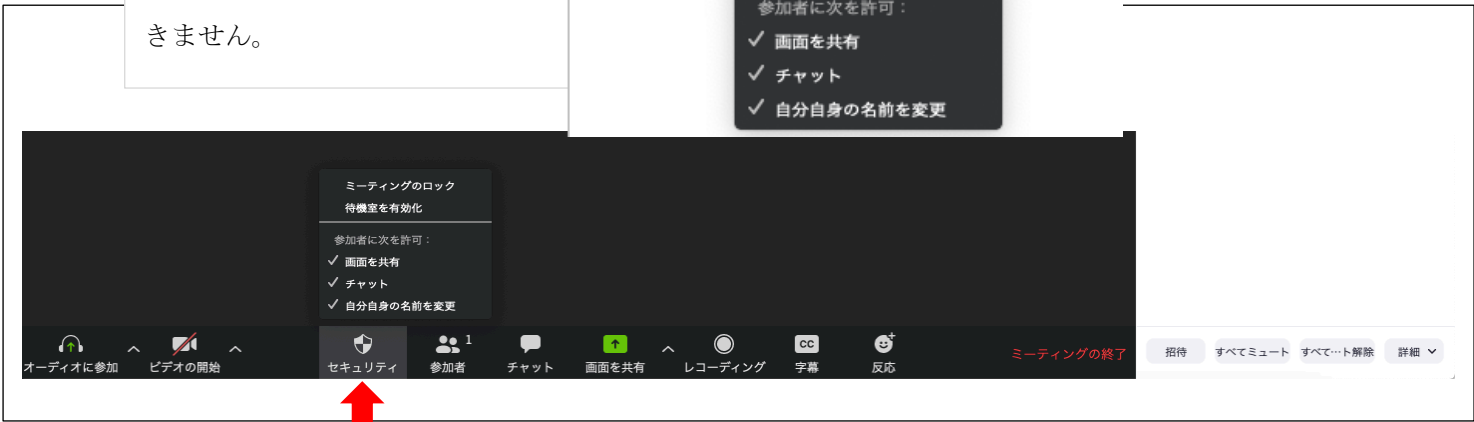 きません。
参加者に次を許可：
✓ 画面を共有
✓ チャット
✓ 自分自身の名前を変更
ミーティングのロック
待機室を有効化
参加者に次を許可：
✓ 画面を共有
✓ チャット
✓ 自分自身の名前を変更
1
オーディオに参加 ビデオの開始 セキュリティ 参加者 チャット 画面を共有 レコーディング CC 字幕 反応 ミーティングの終了 招待 すべてミュート すべて…ト解除 詳細